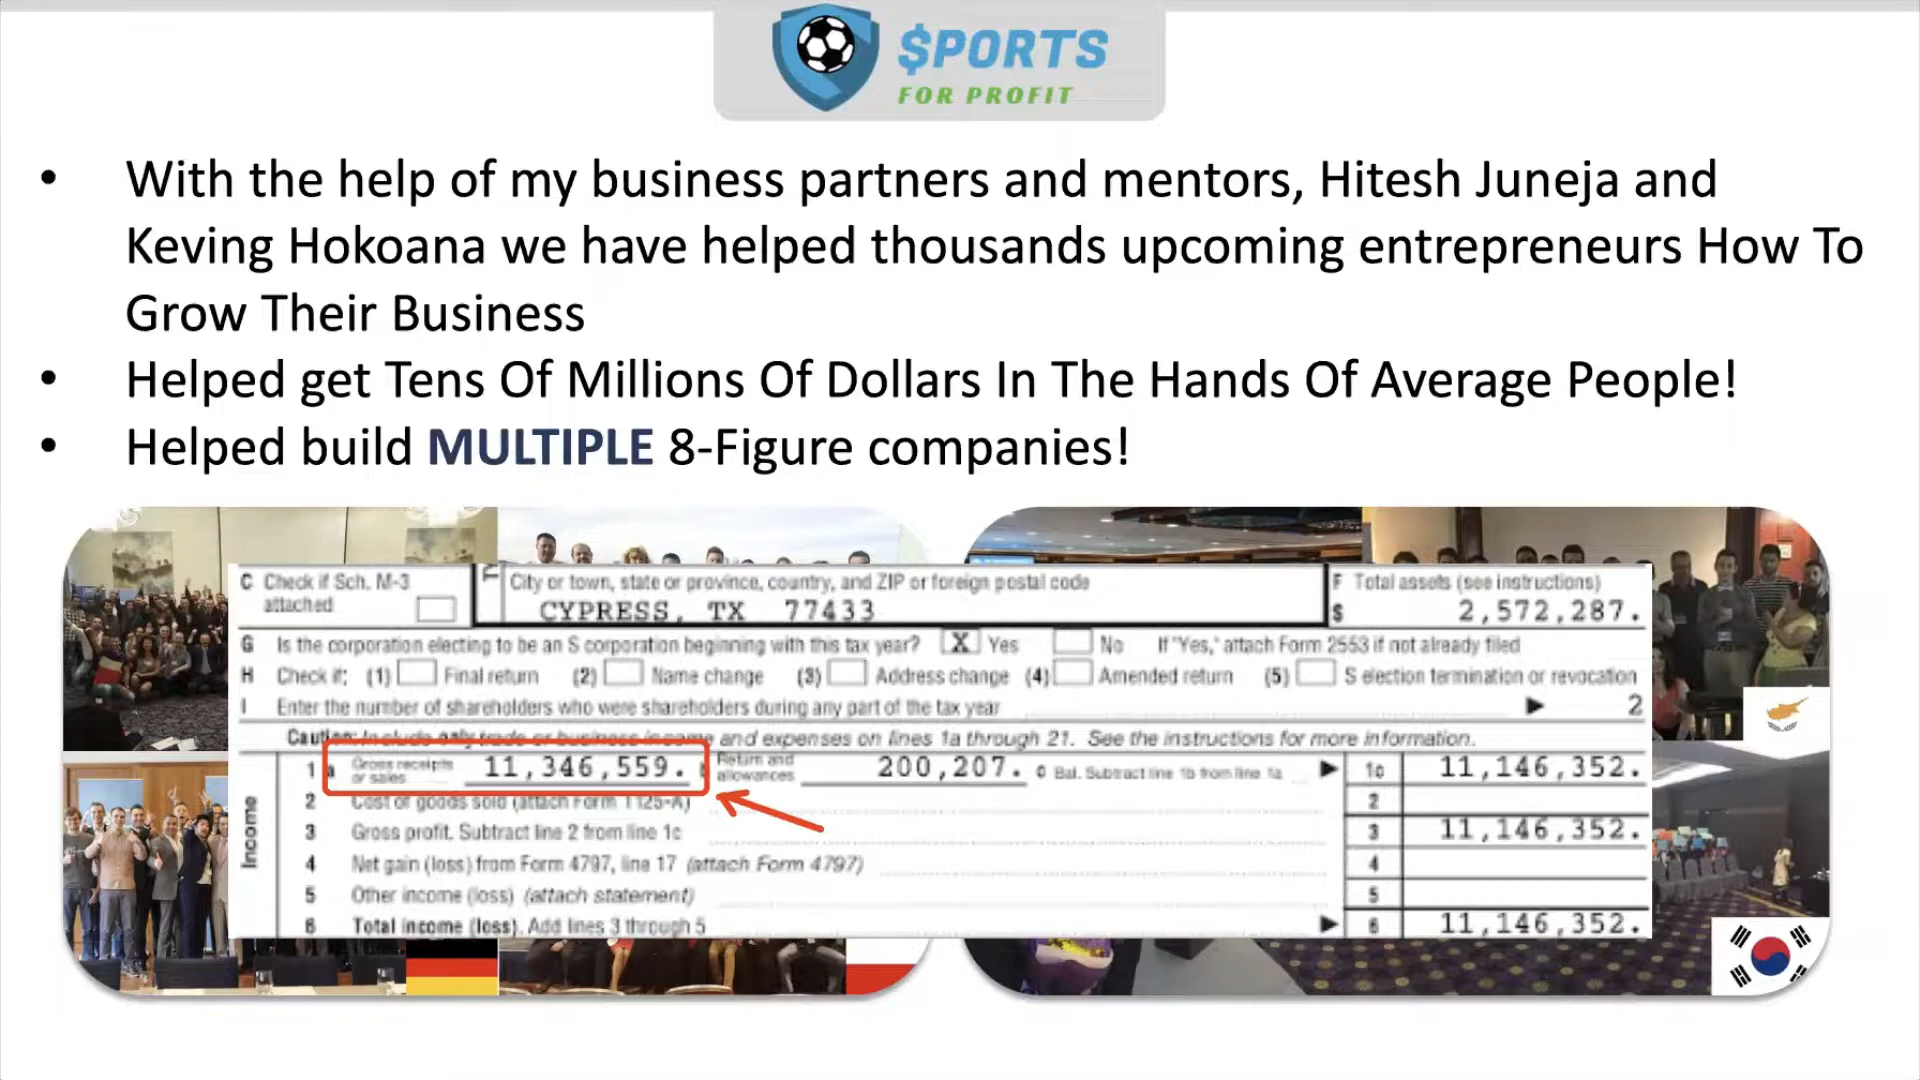 $PORTS
FOR PROFIT
• With the help of my business partners and mentors, Hitesh Juneja and
Keving Hokoana we have helped thousands upcoming entrepreneurs How To
Grow Their Business
• Helped get Tens Of Millions Of Dollars In The Hands Of Average People!
• Helped build MULTIPLE 8-Figure companies!
C Check if Sch. M-3
attached
City or town, state or province, country, and ZIP or foreign postal code
CYPRESS, TX 77433
F Total assets (see instructions)
$ 2,572,287.
G Is the corporation electing to be an S corporation beginning with this tax year? X Yes No If "Yes," attach Form 2553 if not already filed
H Check if: (1) Final return (2) Name change (3) Address change (4) Amended return (5) S election termination or revocation
I Enter the number of shareholders who were shareholders during any part of the tax year 2
Caution: Include only trade or business income and expenses on lines 1a through 21. See the instructions for more information.
Income
1 a Gross receipts or sales 11,346,559. b Return and allowances 200,207. c Bal. Subtract line 1b from line 1a 1c 11,146,352.
2 Cost of goods sold (attach Form 1125-A) 2
3 Gross profit. Subtract line 2 from line 1c 3 11,146,352.
4 Net gain (loss) from Form 4797, line 17 (attach Form 4797) 4
5 Other income (loss) (attach statement) 5
6 Total income (loss). Add lines 3 through 5 6 11,146,352.